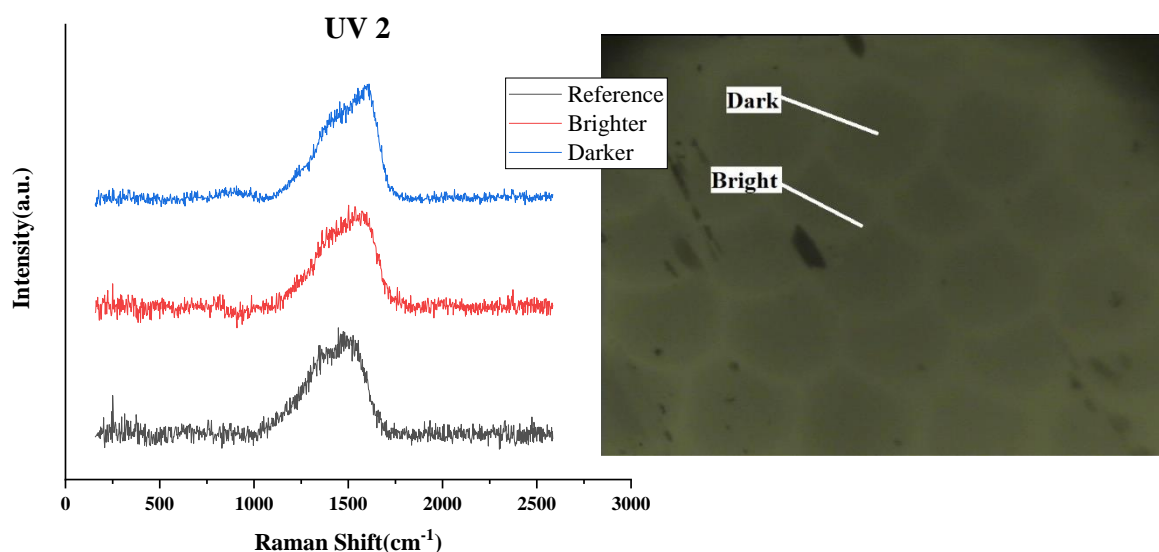 UV 2
Reference
Brighter
Darker
Intensity(a.u.)
0 500 1000 1500 2000 2500 3000
Raman Shift(cm⁻¹)
Dark
Bright